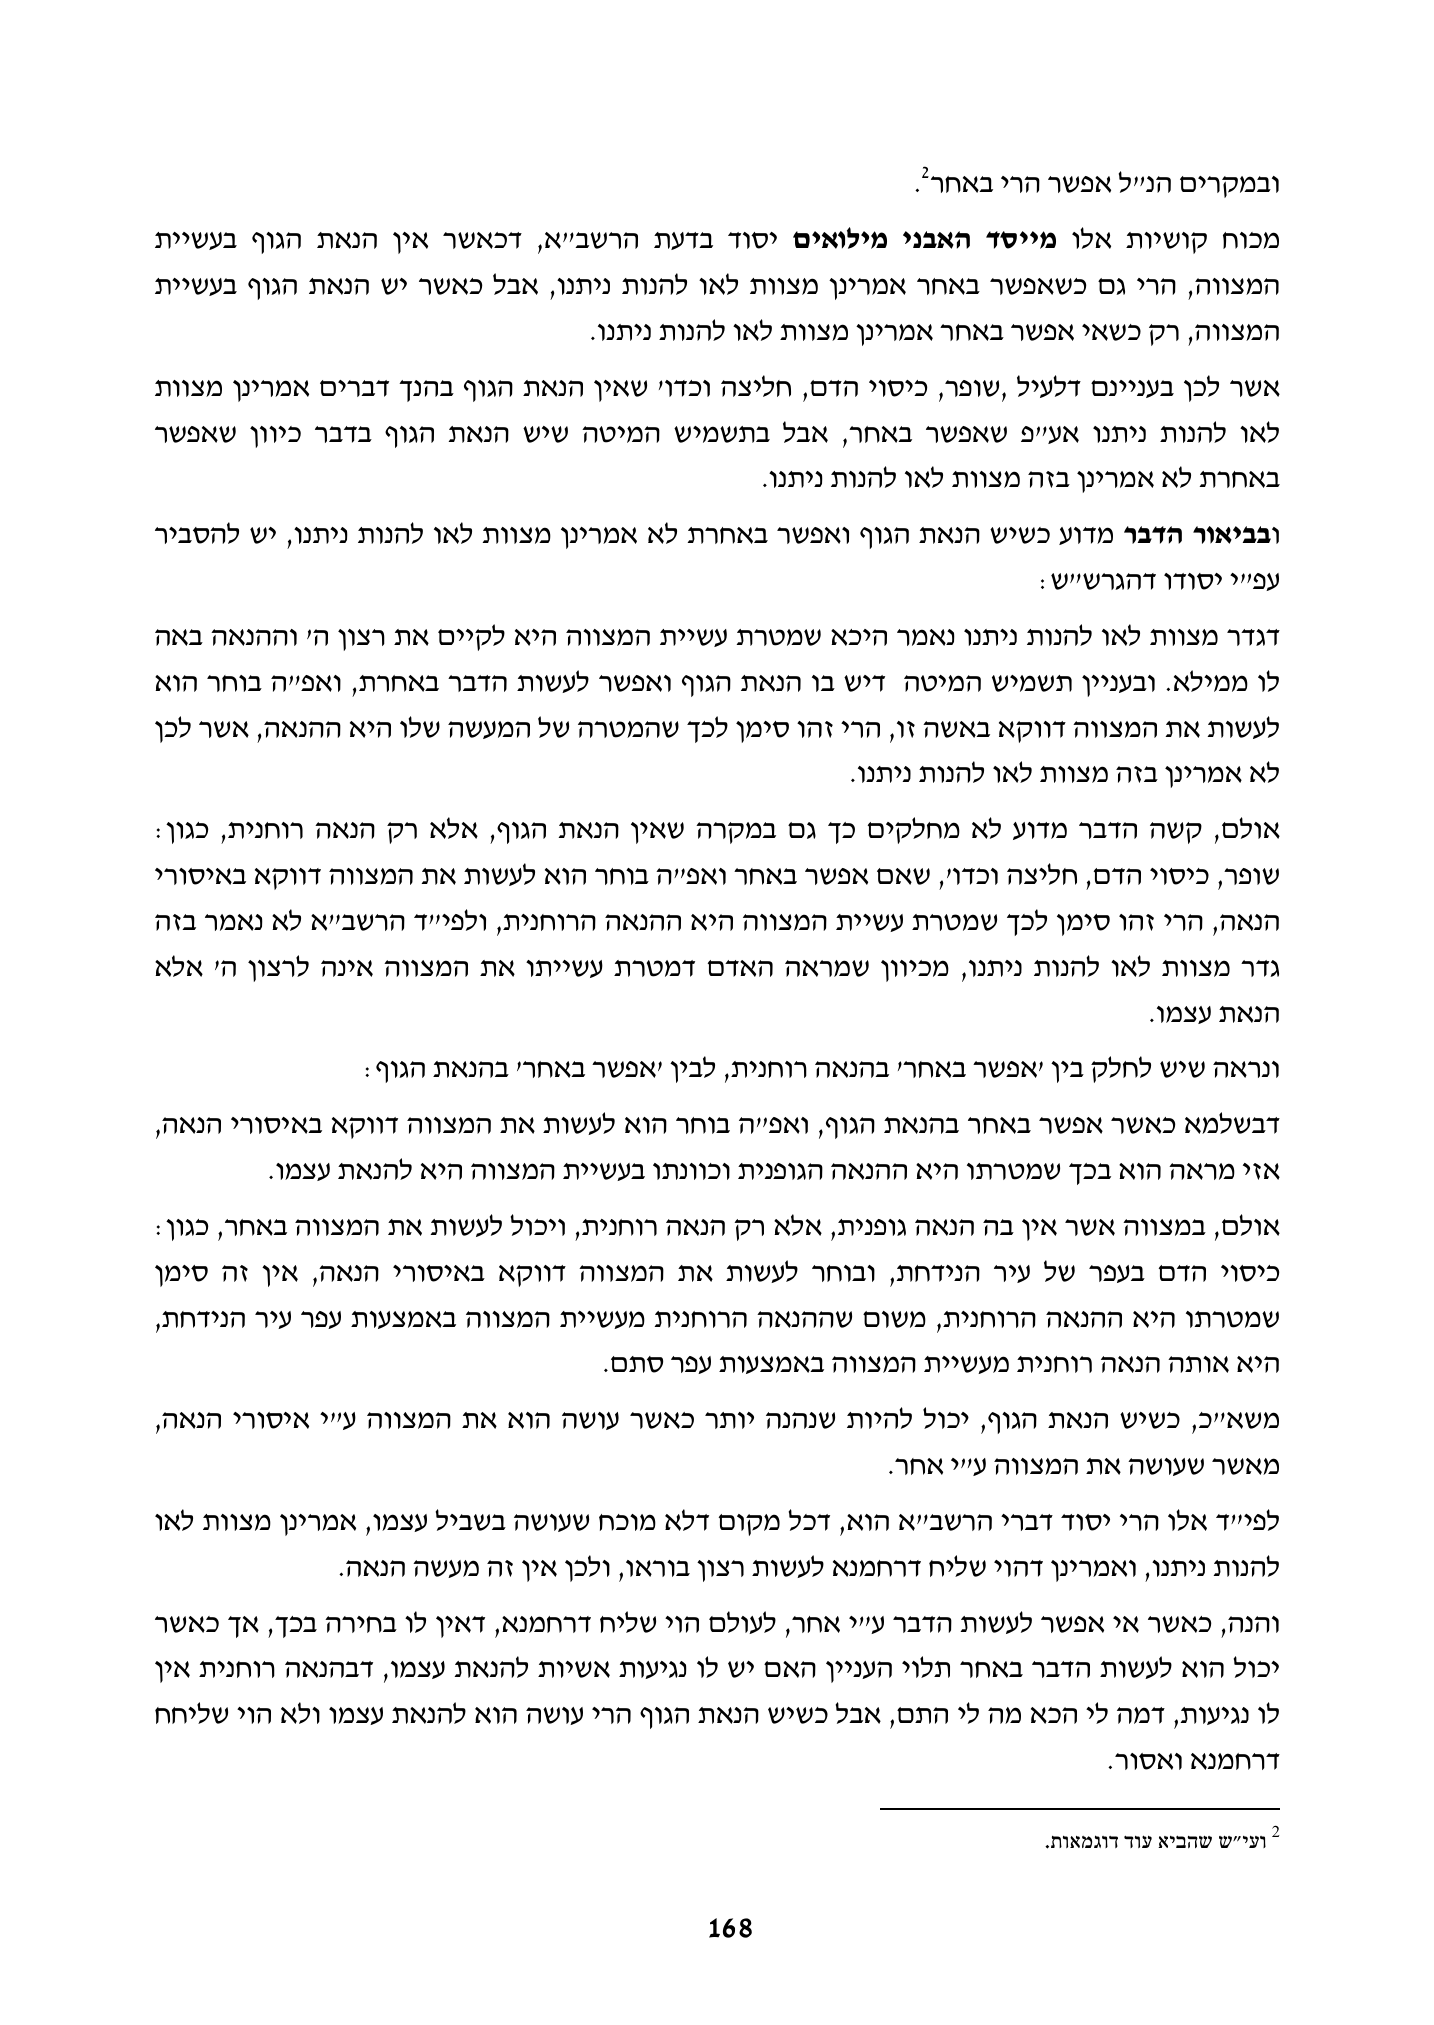 ובמקרים הנ״ל אפשר הרי באחר2.
מכוח קושיות אלו מייסד האבני מילואים יסוד בדעת הרשב״א, דכאשר אין הנאת הגוף בעשיית
המצווה, הרי גם כשאפשר באחר אמרינן מצוות לאו להנות ניתנו, אבל כאשר יש הנאת הגוף בעשיית
המצווה, רק כשאי אפשר באחר אמרינן מצוות לאו להנות ניתנו.
אשר לכן בעניינם דלעיל ,שופר, כיסוי הדם, חליצה וכדו׳ שאין הנאת הגוף בהנך דברים אמרינן מצוות
לאו להנות ניתנו אע״פ שאפשר באחר, אבל בתשמיש המיטה שיש הנאת הגוף בדבר כיוון שאפשר
באחרת לא אמרינן בזה מצוות לאו להנות ניתנו.
ובביאור הדבר מדוע כשיש הנאת הגוף ואפשר באחרת לא אמרינן מצוות לאו להנות ניתנו, יש להסביר
עפ״י יסודו דהגרש״ש:
דגדר מצוות לאו להנות ניתנו נאמר היכא שמטרת עשיית המצווה היא לקיים את רצון ה׳ וההנאה באה
לו ממילא. ובעניין תשמיש המיטה  דיש בו הנאת הגוף ואפשר לעשות הדבר באחרת, ואפ״ה בוחר הוא
לעשות את המצווה דווקא באשה זו, הרי זהו סימן לכך שהמטרה של המעשה שלו היא ההנאה, אשר לכן
לא אמרינן בזה מצוות לאו להנות ניתנו.
אולם, קשה הדבר מדוע לא מחלקים כך גם במקרה שאין הנאת הגוף, אלא רק הנאה רוחנית, כגון:
שופר, כיסוי הדם, חליצה וכדו׳, שאם אפשר באחר ואפ״ה בוחר הוא לעשות את המצווה דווקא באיסורי
הנאה, הרי זהו סימן לכך שמטרת עשיית המצווה היא ההנאה הרוחנית, ולפי״ד הרשב״א לא נאמר בזה
גדר מצוות לאו להנות ניתנו, מכיוון שמראה האדם דמטרת עשייתו את המצווה אינה לרצון ה׳ אלא
הנאת עצמו.
ונראה שיש לחלק בין ׳אפשר באחר׳ בהנאה רוחנית, לבין ׳אפשר באחר׳ בהנאת הגוף:
דבשלמא כאשר אפשר באחר בהנאת הגוף, ואפ״ה בוחר הוא לעשות את המצווה דווקא באיסורי הנאה,
אזי מראה הוא בכך שמטרתו היא ההנאה הגופנית וכוונתו בעשיית המצווה היא להנאת עצמו.
אולם, במצווה אשר אין בה הנאה גופנית, אלא רק הנאה רוחנית, ויכול לעשות את המצווה באחר, כגון:
כיסוי הדם בעפר של עיר הנידחת, ובוחר לעשות את המצווה דווקא באיסורי הנאה, אין זה סימן
שמטרתו היא ההנאה הרוחנית, משום שההנאה הרוחנית מעשיית המצווה באמצעות עפר עיר הנידחת,
היא אותה הנאה רוחנית מעשיית המצווה באמצעות עפר סתם.
משא״כ, כשיש הנאת הגוף, יכול להיות שנהנה יותר כאשר עושה הוא את המצווה ע״י איסורי הנאה,
מאשר שעושה את המצווה ע״י אחר.
לפי״ד אלו הרי יסוד דברי הרשב״א הוא, דכל מקום דלא מוכח שעושה בשביל עצמו, אמרינן מצוות לאו
להנות ניתנו, ואמרינן דהוי שליח דרחמנא לעשות רצון בוראו, ולכן אין זה מעשה הנאה.
והנה, כאשר אי אפשר לעשות הדבר ע״י אחר, לעולם הוי שליח דרחמנא, דאין לו בחירה בכך, אך כאשר
יכול הוא לעשות הדבר באחר תלוי העניין האם יש לו נגיעות אשיות להנאת עצמו, דבהנאה רוחנית אין
לו נגיעות, דמה לי הכא מה לי התם, אבל כשיש הנאת הגוף הרי עושה הוא להנאת עצמו ולא הוי שליחח
דרחמנא ואסור.
2 ועי״ש שהביא עוד דוגמאות.
168